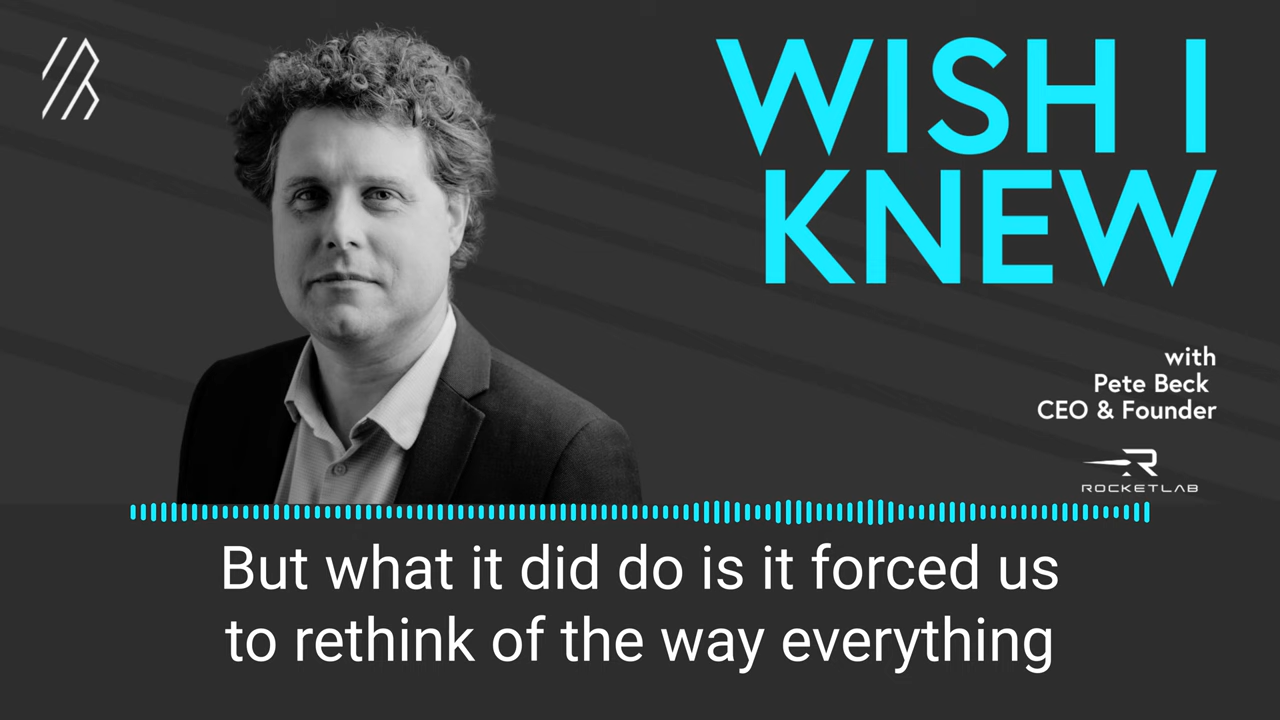 WISH I
KNEW
with
Pete Beck
CEO & Founder
ROCKETLAB
But what it did do is it forced us
to rethink of the way everything